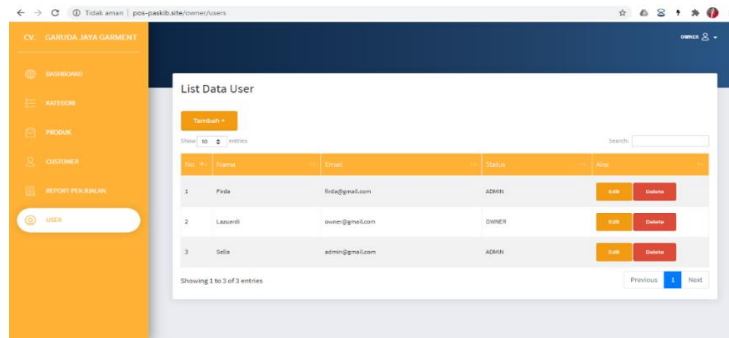 Tidak aman | pos-paskib.site/owner/users
CV. GARUDA JAYA GARMENT
OWNER
DASHBOARD
KATEGORI
PRODUK
CUSTOMER
REPORT PENJUALAN
USER
List Data User
Tambah +
Show 10 entries
Search:
No Nama Email Status Aksi
1 Firda firda@gmail.com ADMIN Edit Delete
2 Lazuardi owner@gmail.com OWNER Edit Delete
3 Sella admin@gmail.com ADMIN Edit Delete
Showing 1 to 3 of 3 entries
Previous 1 Next